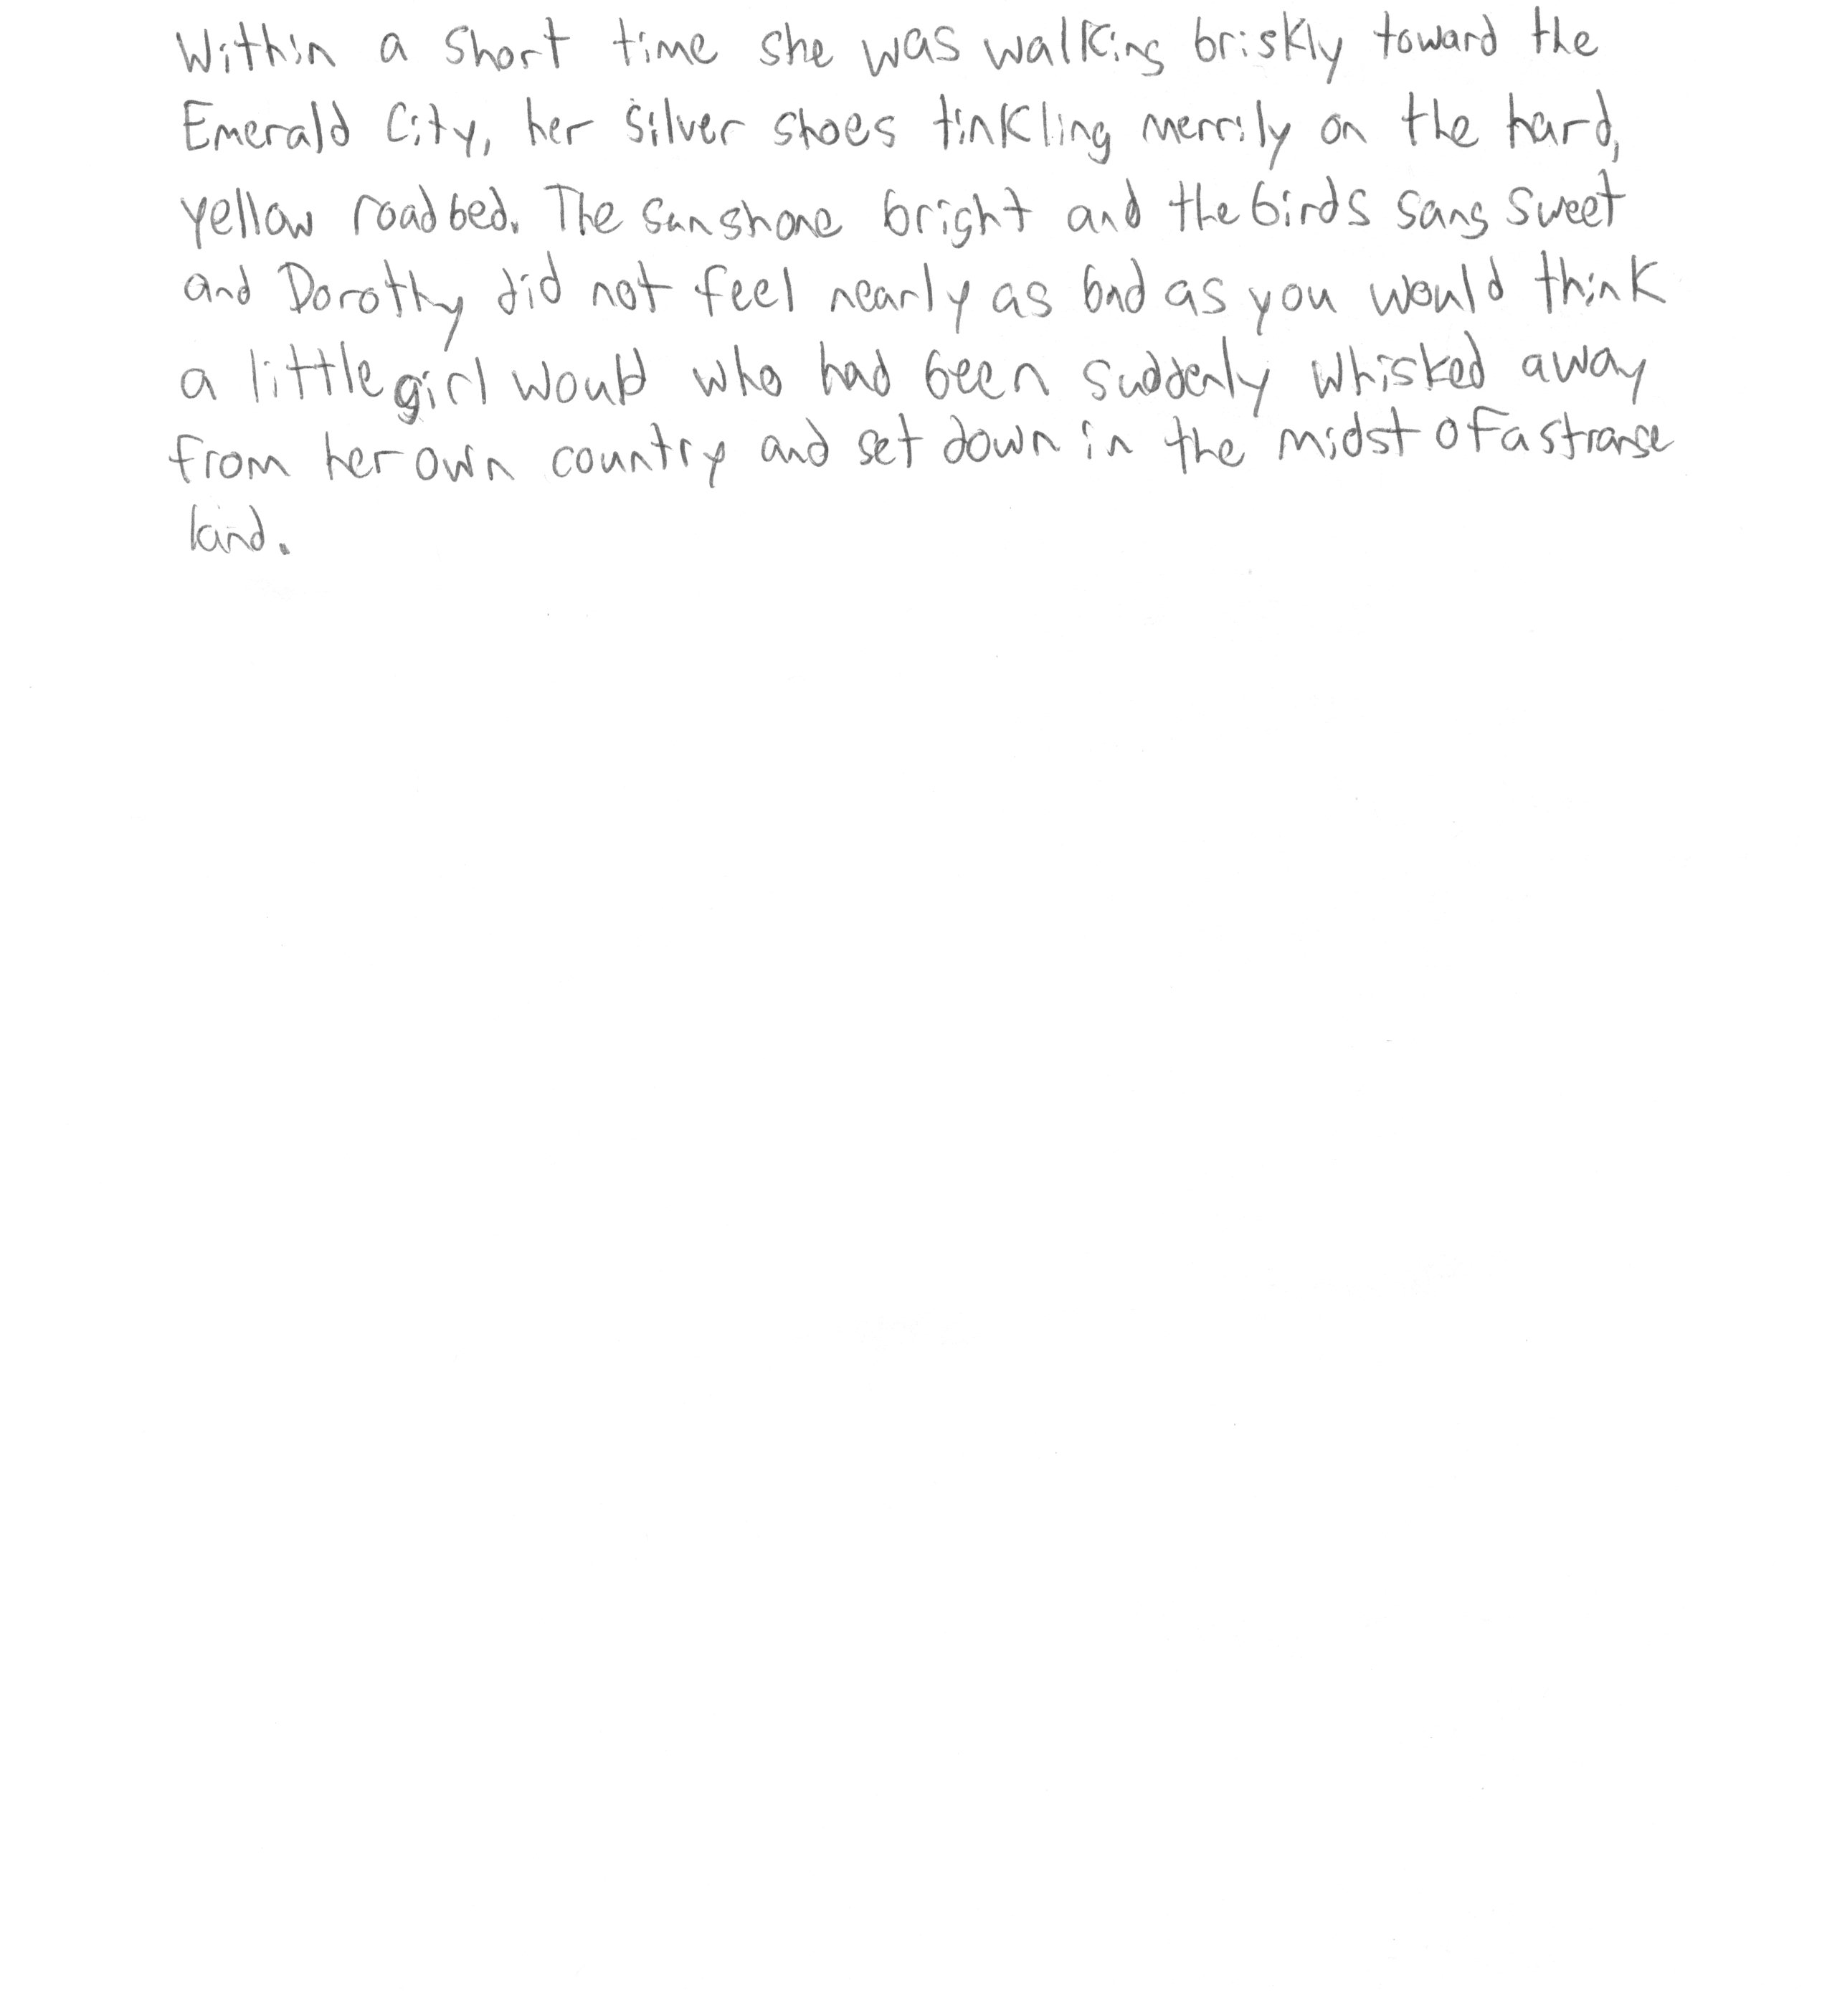 Within a short time she was walking briskly toward the
Emerald City, her silver shoes tinkling merrily on the hard,
yellow roadbed. The sun shone bright and the birds sang sweet
and Dorothy did not feel nearly as bad as you would think
a little girl would who had been suddenly whisked away
from her own country and set down in the midst of a strange
land.